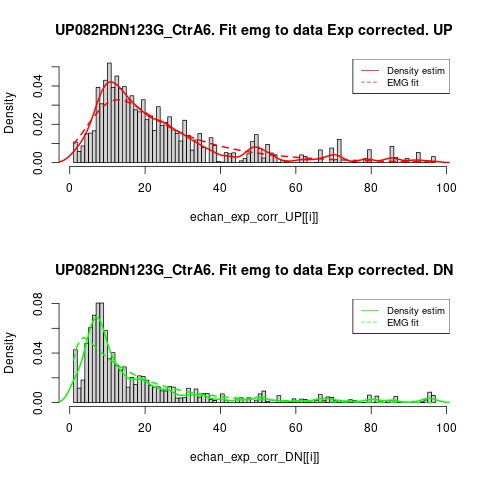 UP082RDN123G_CtrA6. Fit emg to data Exp corrected. UP
Density
0.00 0.02 0.04
Density estim
EMG fit
0 20 40 60 80 100
echan_exp_corr_UP[[i]]
UP082RDN123G_CtrA6. Fit emg to data Exp corrected. DN
Density
0.00 0.04 0.08
Density estim
EMG fit
0 20 40 60 80 100
echan_exp_corr_DN[[i]]